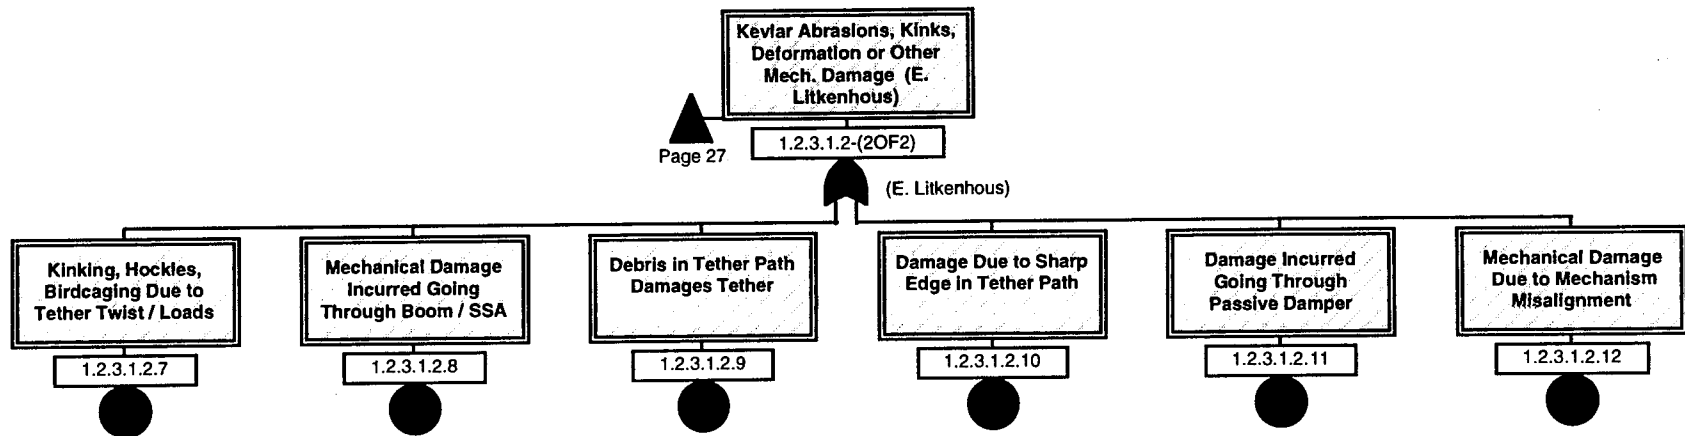 Kevlar Abrasions, Kinks,
Deformation or Other
Mech. Damage (E.
Litkenhous)
Page 27
1.2.3.1.2-(2OF2)
(E. Litkenhous)
Kinking, Hockles,
Birdcaging Due to
Tether Twist / Loads
1.2.3.1.2.7
Mechanical Damage
Incurred Going
Through Boom / SSA
1.2.3.1.2.8
Debris in Tether Path
Damages Tether
1.2.3.1.2.9
Damage Due to Sharp
Edge in Tether Path
1.2.3.1.2.10
Damage Incurred
Going Through
Passive Damper
1.2.3.1.2.11
Mechanical Damage
Due to Mechanism
Misalignment
1.2.3.1.2.12